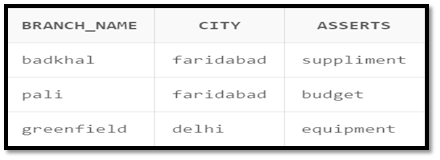 BRANCH_NAME CITY ASSERTS
badkhal faridabad suppliment
pali faridabad budget
greenfield delhi equipment